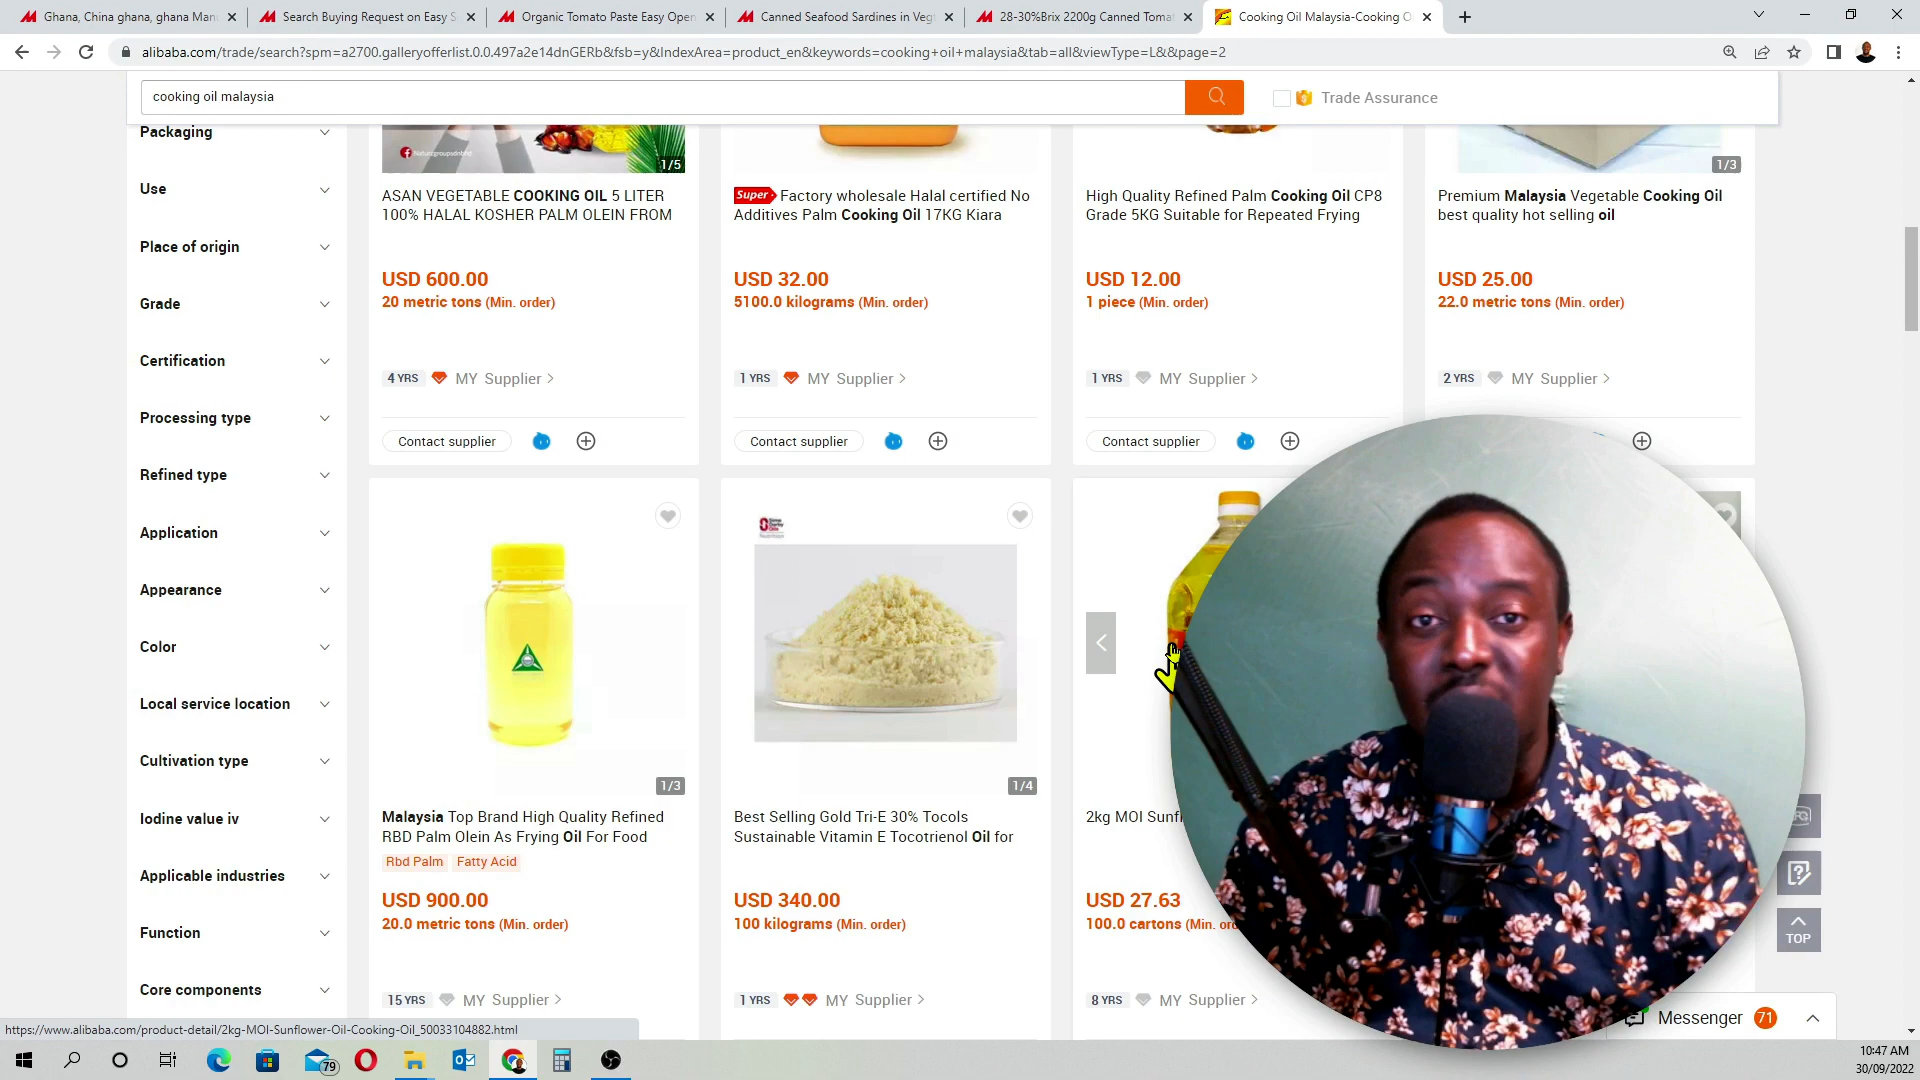 Ghana, China ghana, ghana Man
Search Buying Request on Easy S
Organic Tomato Paste Easy Open
Canned Seafood Sardines in Veg
28-30%Brix 2200g Canned Toma
Cooking Oil Malaysia-Cooking O
alibaba.com/trade/search?spm=a2700.galleryofferlist.0.0.497a2e14dnGERb&fsb=y&IndexArea=product_en&keywords=cooking+oil+malaysia&tab=all&viewType=L&&page=2
cooking oil malaysia
Trade Assurance
Packaging
Use
Place of origin
Grade
Certification
Processing type
Refined type
Application
Appearance
Color
Local service location
Cultivation type
Iodine value iv
Applicable industries
Function
Core components
1/5
ASAN VEGETABLE COOKING OIL 5 LITER
100% HALAL KOSHER PALM OLEIN FROM
USD 600.00
20 metric tons (Min. order)
4 YRS MY Supplier >
Contact supplier
Super Factory wholesale Halal certified No
Additives Palm Cooking Oil 17KG Kiara
USD 32.00
5100.0 kilograms (Min. order)
1 YRS MY Supplier >
Contact supplier
High Quality Refined Palm Cooking Oil CP8
Grade 5KG Suitable for Repeated Frying
USD 12.00
1 piece (Min. order)
1 YRS MY Supplier >
Contact supplier
1/3
Premium Malaysia Vegetable Cooking Oil
best quality hot selling oil
USD 25.00
22.0 metric tons (Min. order)
2 YRS MY Supplier >
1/3
Malaysia Top Brand High Quality Refined
RBD Palm Olein As Frying Oil For Food
Rbd Palm Fatty Acid
USD 900.00
20.0 metric tons (Min. order)
15 YRS MY Supplier >
1/4
Best Selling Gold Tri-E 30% Tocols
Sustainable Vitamin E Tocotrienol Oil for
USD 340.00
100 kilograms (Min. order)
1 YRS MY Supplier >
2kg MOI Sunfl
USD 27.63
100.0 cartons (Min. ord
8 YRS MY Supplier >
TOP
Messenger 71
https://www.alibaba.com/product-detail/2kg-MOI-Sunflower-Oil-Cooking-Oil_50033104882.html
79
10:47 AM
30/09/2022